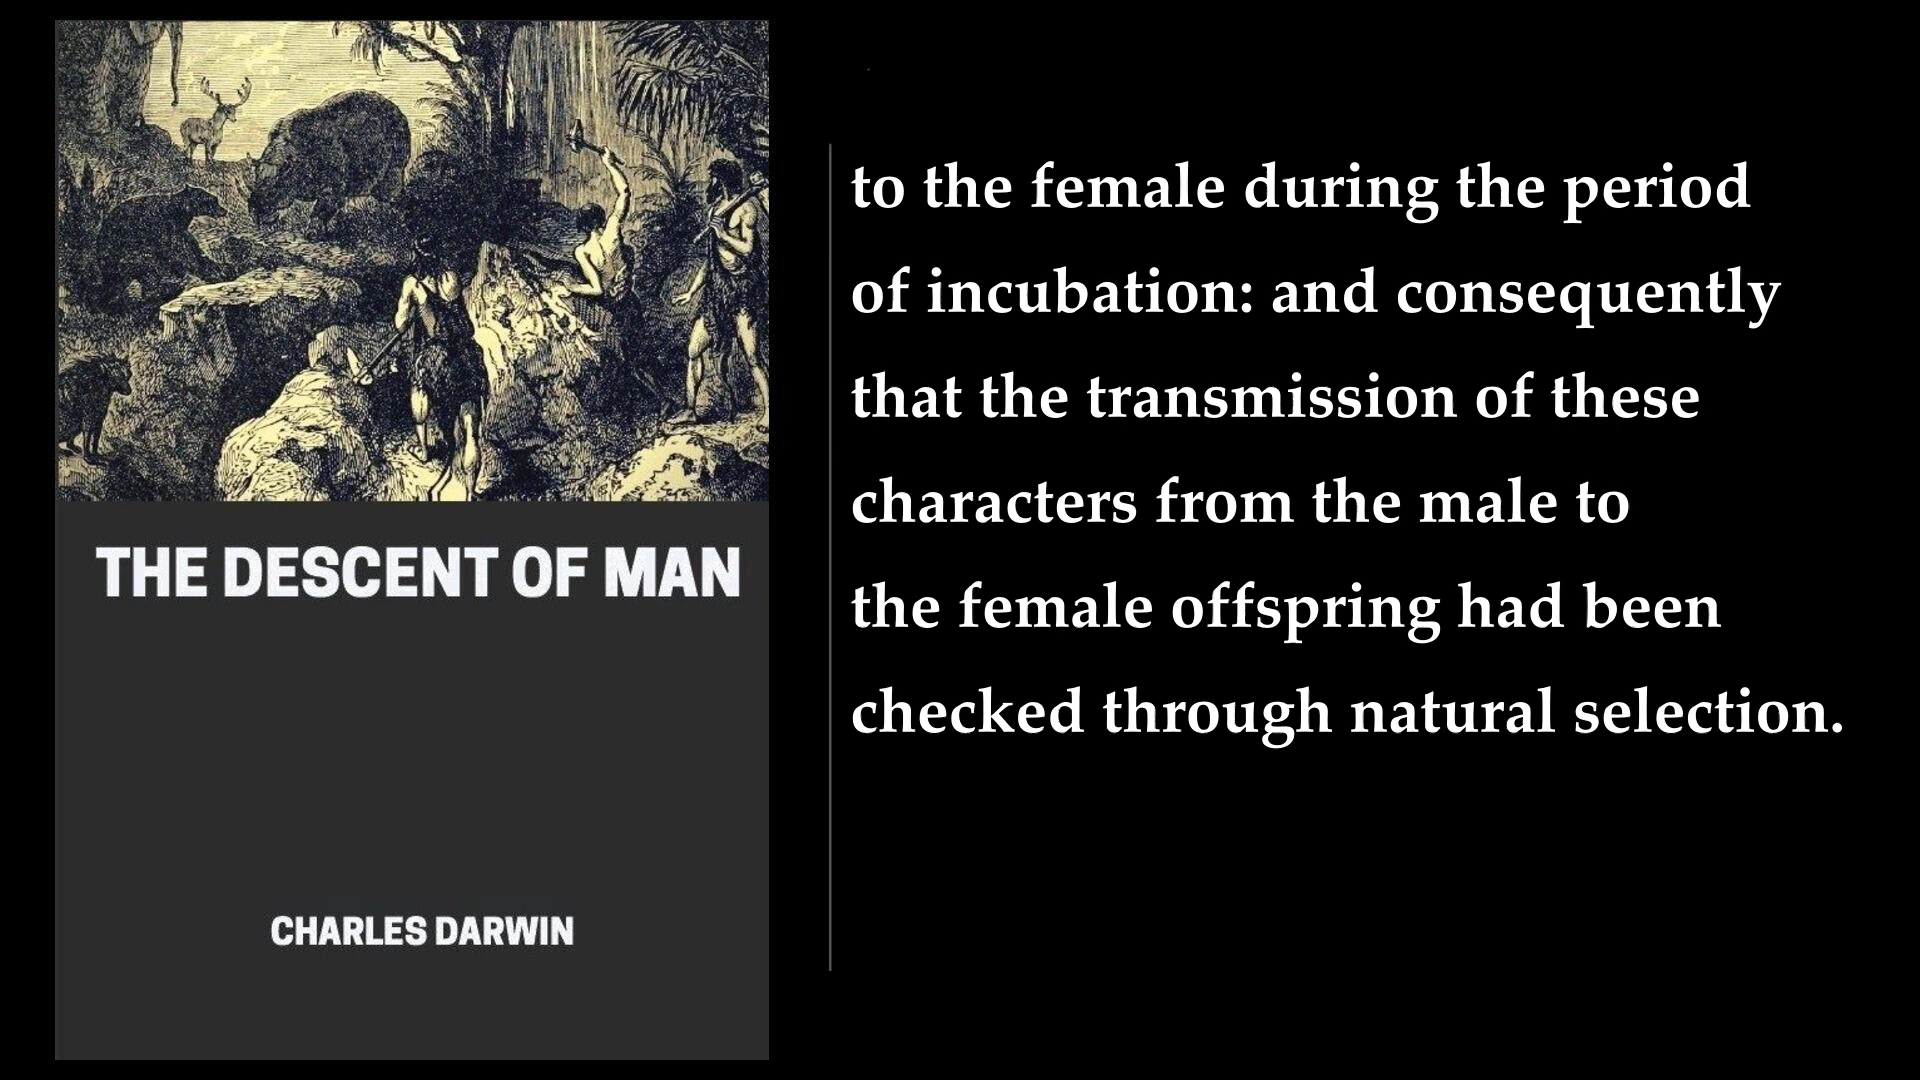 THE DESCENT OF MAN
CHARLES DARWIN
to the female during the period
of incubation: and consequently
that the transmission of these
characters from the male to
the female offspring had been
checked through natural selection.